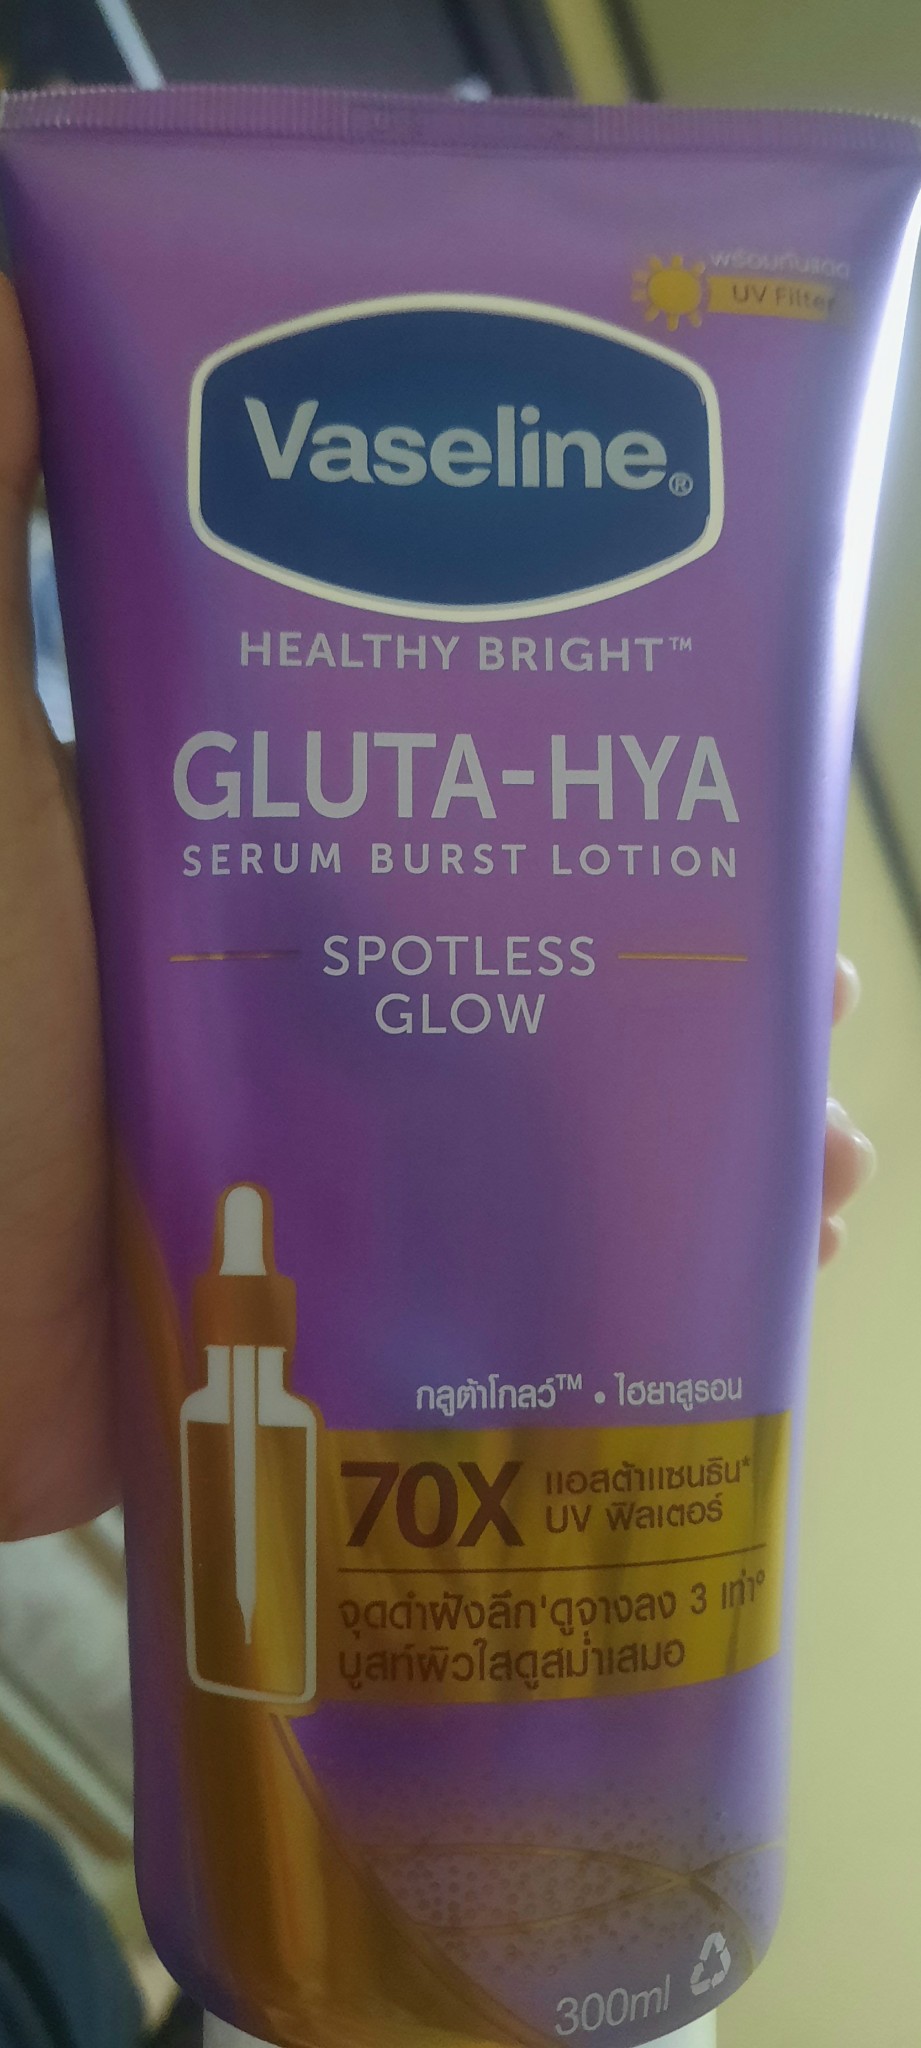 พร้อมกันแดด
UV Filter
Vaseline®
HEALTHY BRIGHT™
GLUTA-HYA
SERUM BURST LOTION
SPOTLESS
GLOW
กลูต้าโกลว์™ • ไฮยาลูรอน
70X แอสต้าแซนธิน*
UV ฟิลเตอร์
จุดด่ำฝังลึก'ดูจางลง 3 เท่า°
บูสท์ผิวใสดูสม่ำเสมอ
300ml